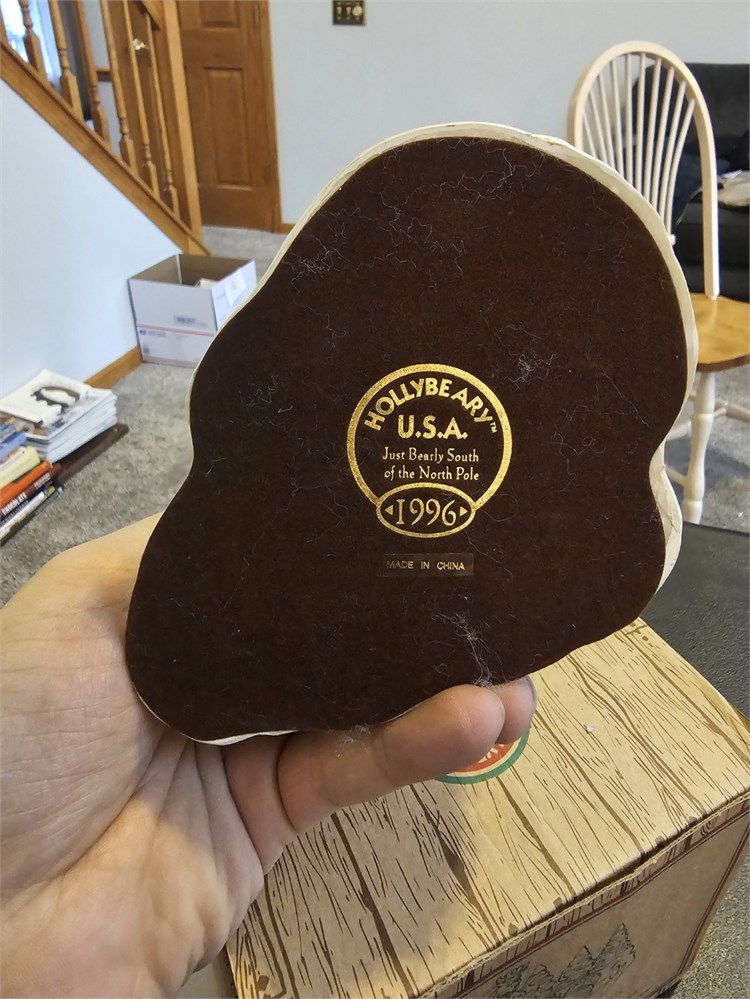 HOLLYBEARY™
U.S.A.
Just Bearly South
of the North Pole
1996
MADE IN CHINA